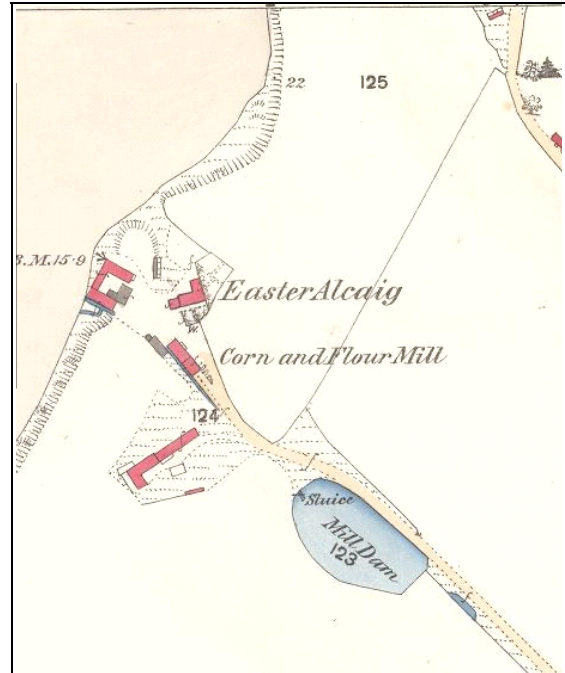 22
125
B.M.15·9
Easter Alcaig
Corn and Flour Mill
124
Sluice
Mill Dam
123